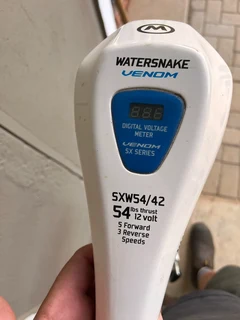 M
WATERSNAKE
VENOM
DIGITAL VOLTAGE
METER
VENOM
SX SERIES
SXW54/42
54 lbs thrust
12 volt
5 Forward
3 Reverse
Speeds